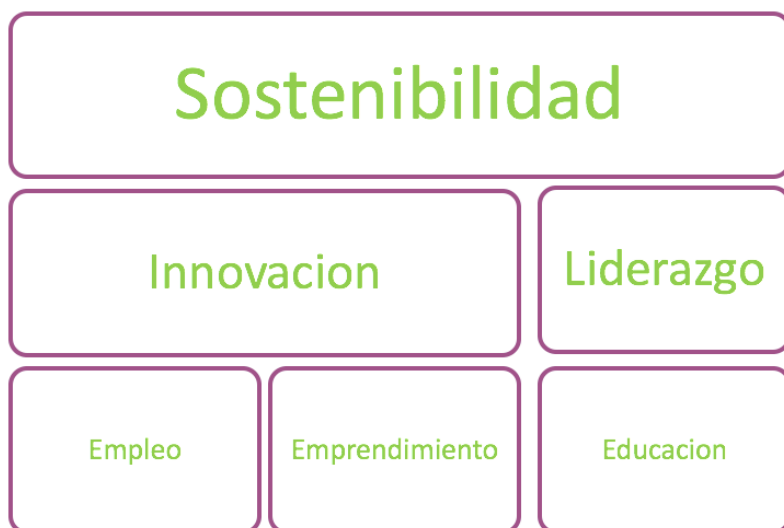 Sostenibilidad
Innovacion
Liderazgo
Empleo
Emprendimiento
Educacion